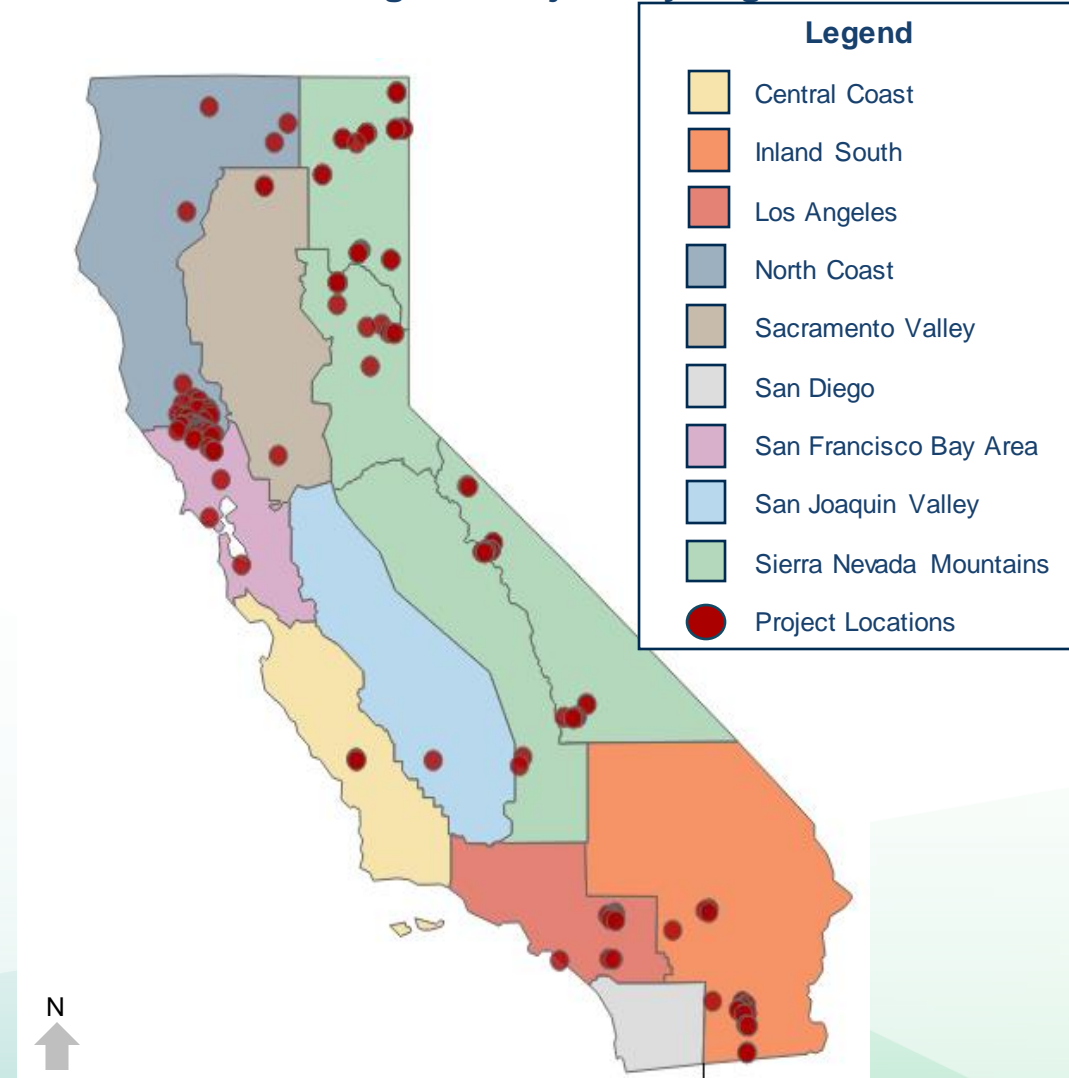 Legend
Central Coast
Inland South
Los Angeles
North Coast
Sacramento Valley
San Diego
San Francisco Bay Area
San Joaquin Valley
Sierra Nevada Mountains
Project Locations
N